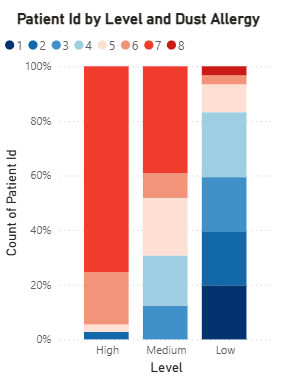 Patient Id by Level and Dust Allergy
1 2 3 4 5 6 7 8
100%
80%
60%
40%
20%
0%
Count of Patient Id
High Medium Low
Level